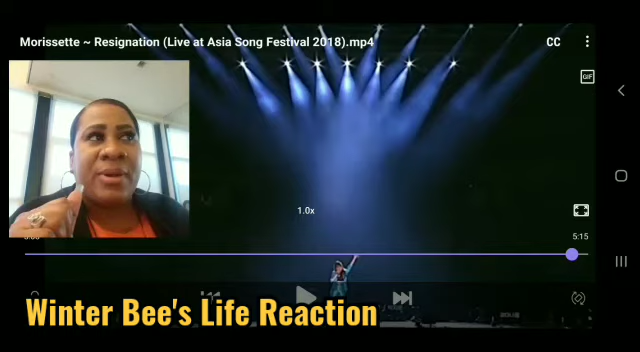 Morissette ~ Resignation (Live at Asia Song Festival 2018).mp4
CC
GIF
1.0x
5:15
Winter Bee's Life Reaction